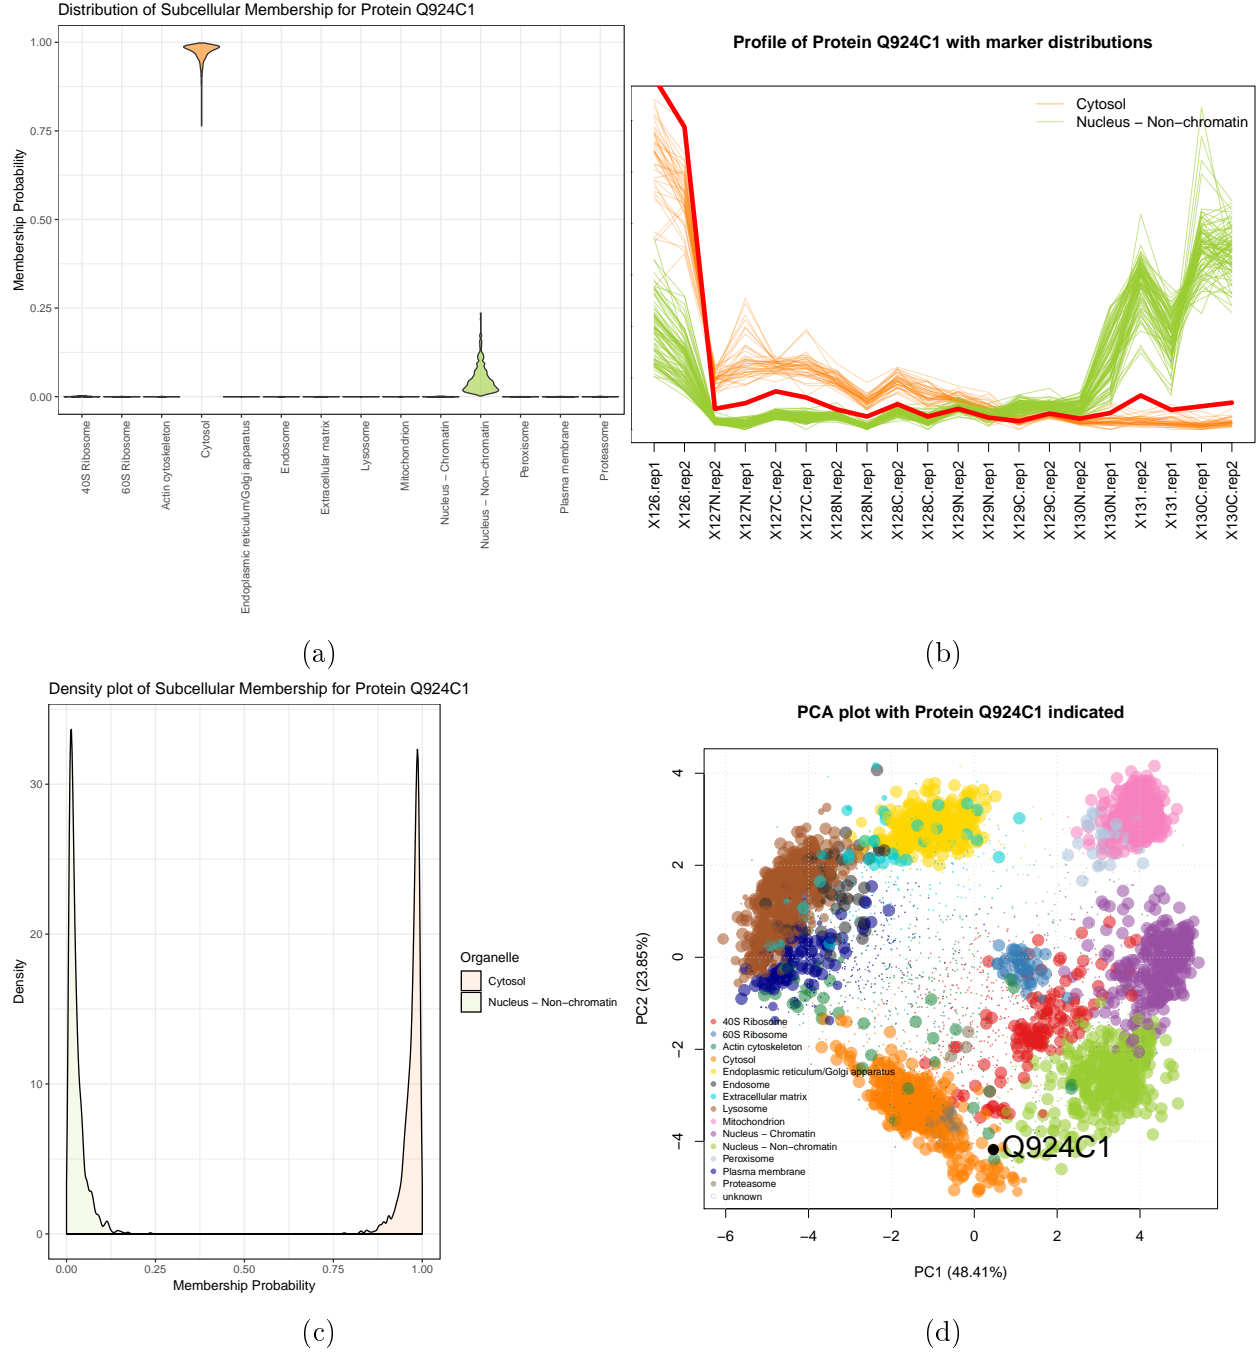 Distribution of Subcellular Membership for Protein Q924C1
Membership Probability
1.00
0.75
0.50
0.25
0.00
40S Ribosome
60S Ribosome
Actin cytoskeleton
Cytosol
Endoplasmic reticulum/Golgi apparatus
Endosome
Extracellular matrix
Lysosome
Mitochondrion
Nucleus − Chromatin
Nucleus − Non−chromatin
Peroxisome
Plasma membrane
Proteasome
(a)
Profile of Protein Q924C1 with marker distributions
Cytosol
Nucleus − Non−chromatin
X126.rep1
X126.rep2
X127N.rep2
X127N.rep1
X127C.rep2
X127C.rep1
X128N.rep2
X128N.rep1
X128C.rep2
X128C.rep1
X129N.rep2
X129N.rep1
X129C.rep1
X129C.rep2
X130N.rep2
X130N.rep1
X131.rep2
X131.rep1
X130C.rep1
X130C.rep2
(b)
Density plot of Subcellular Membership for Protein Q924C1
Density
30
20
10
0
0.00 0.25 0.50 0.75 1.00
Membership Probability
Organelle
Cytosol
Nucleus − Non−chromatin
(c)
PCA plot with Protein Q924C1 indicated
PC2 (23.85%)
4
2
0
−2
−4
40S Ribosome
60S Ribosome
Actin cytoskeleton
Cytosol
Endoplasmic reticulum/Golgi apparatus
Endosome
Extracellular matrix
Lysosome
Mitochondrion
Nucleus − Chromatin
Nucleus − Non−chromatin
Peroxisome
Plasma membrane
Proteasome
unknown
Q924C1
−6 −4 −2 0 2 4
PC1 (48.41%)
(d)